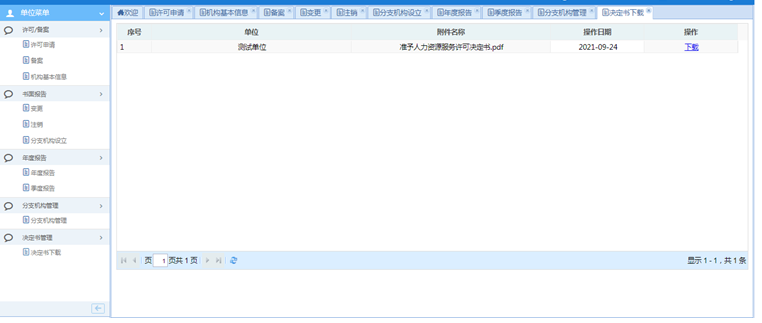 单位菜单
许可/备案
许可申请
备案
机构基本信息
书面报告
变更
注销
分支机构设立
年度报告
年度报告
季度报告
分支机构管理
分支机构管理
决定书管理
决定书下载
欢迎 许可申请 机构基本信息 备案 变更 注销 分支机构设立 年度报告 季度报告 分支机构管理 决定书下载
序号 单位 附件名称 操作日期 操作
1 测试单位 准予人力资源服务许可决定书.pdf 2021-09-24 下载
页 1 页共 1 页 显示 1 - 1，共 1 条